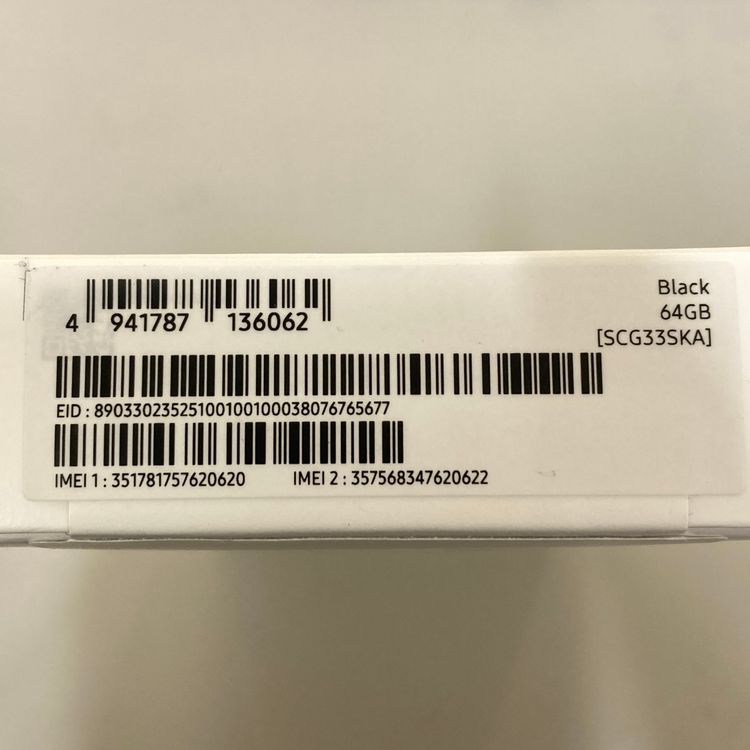 Black
64GB
[SCG33SKA]
4 941787 136062
EID : 89033023525100100100038076765677
IMEI 1 : 351781757620620 IMEI 2 : 357568347620622